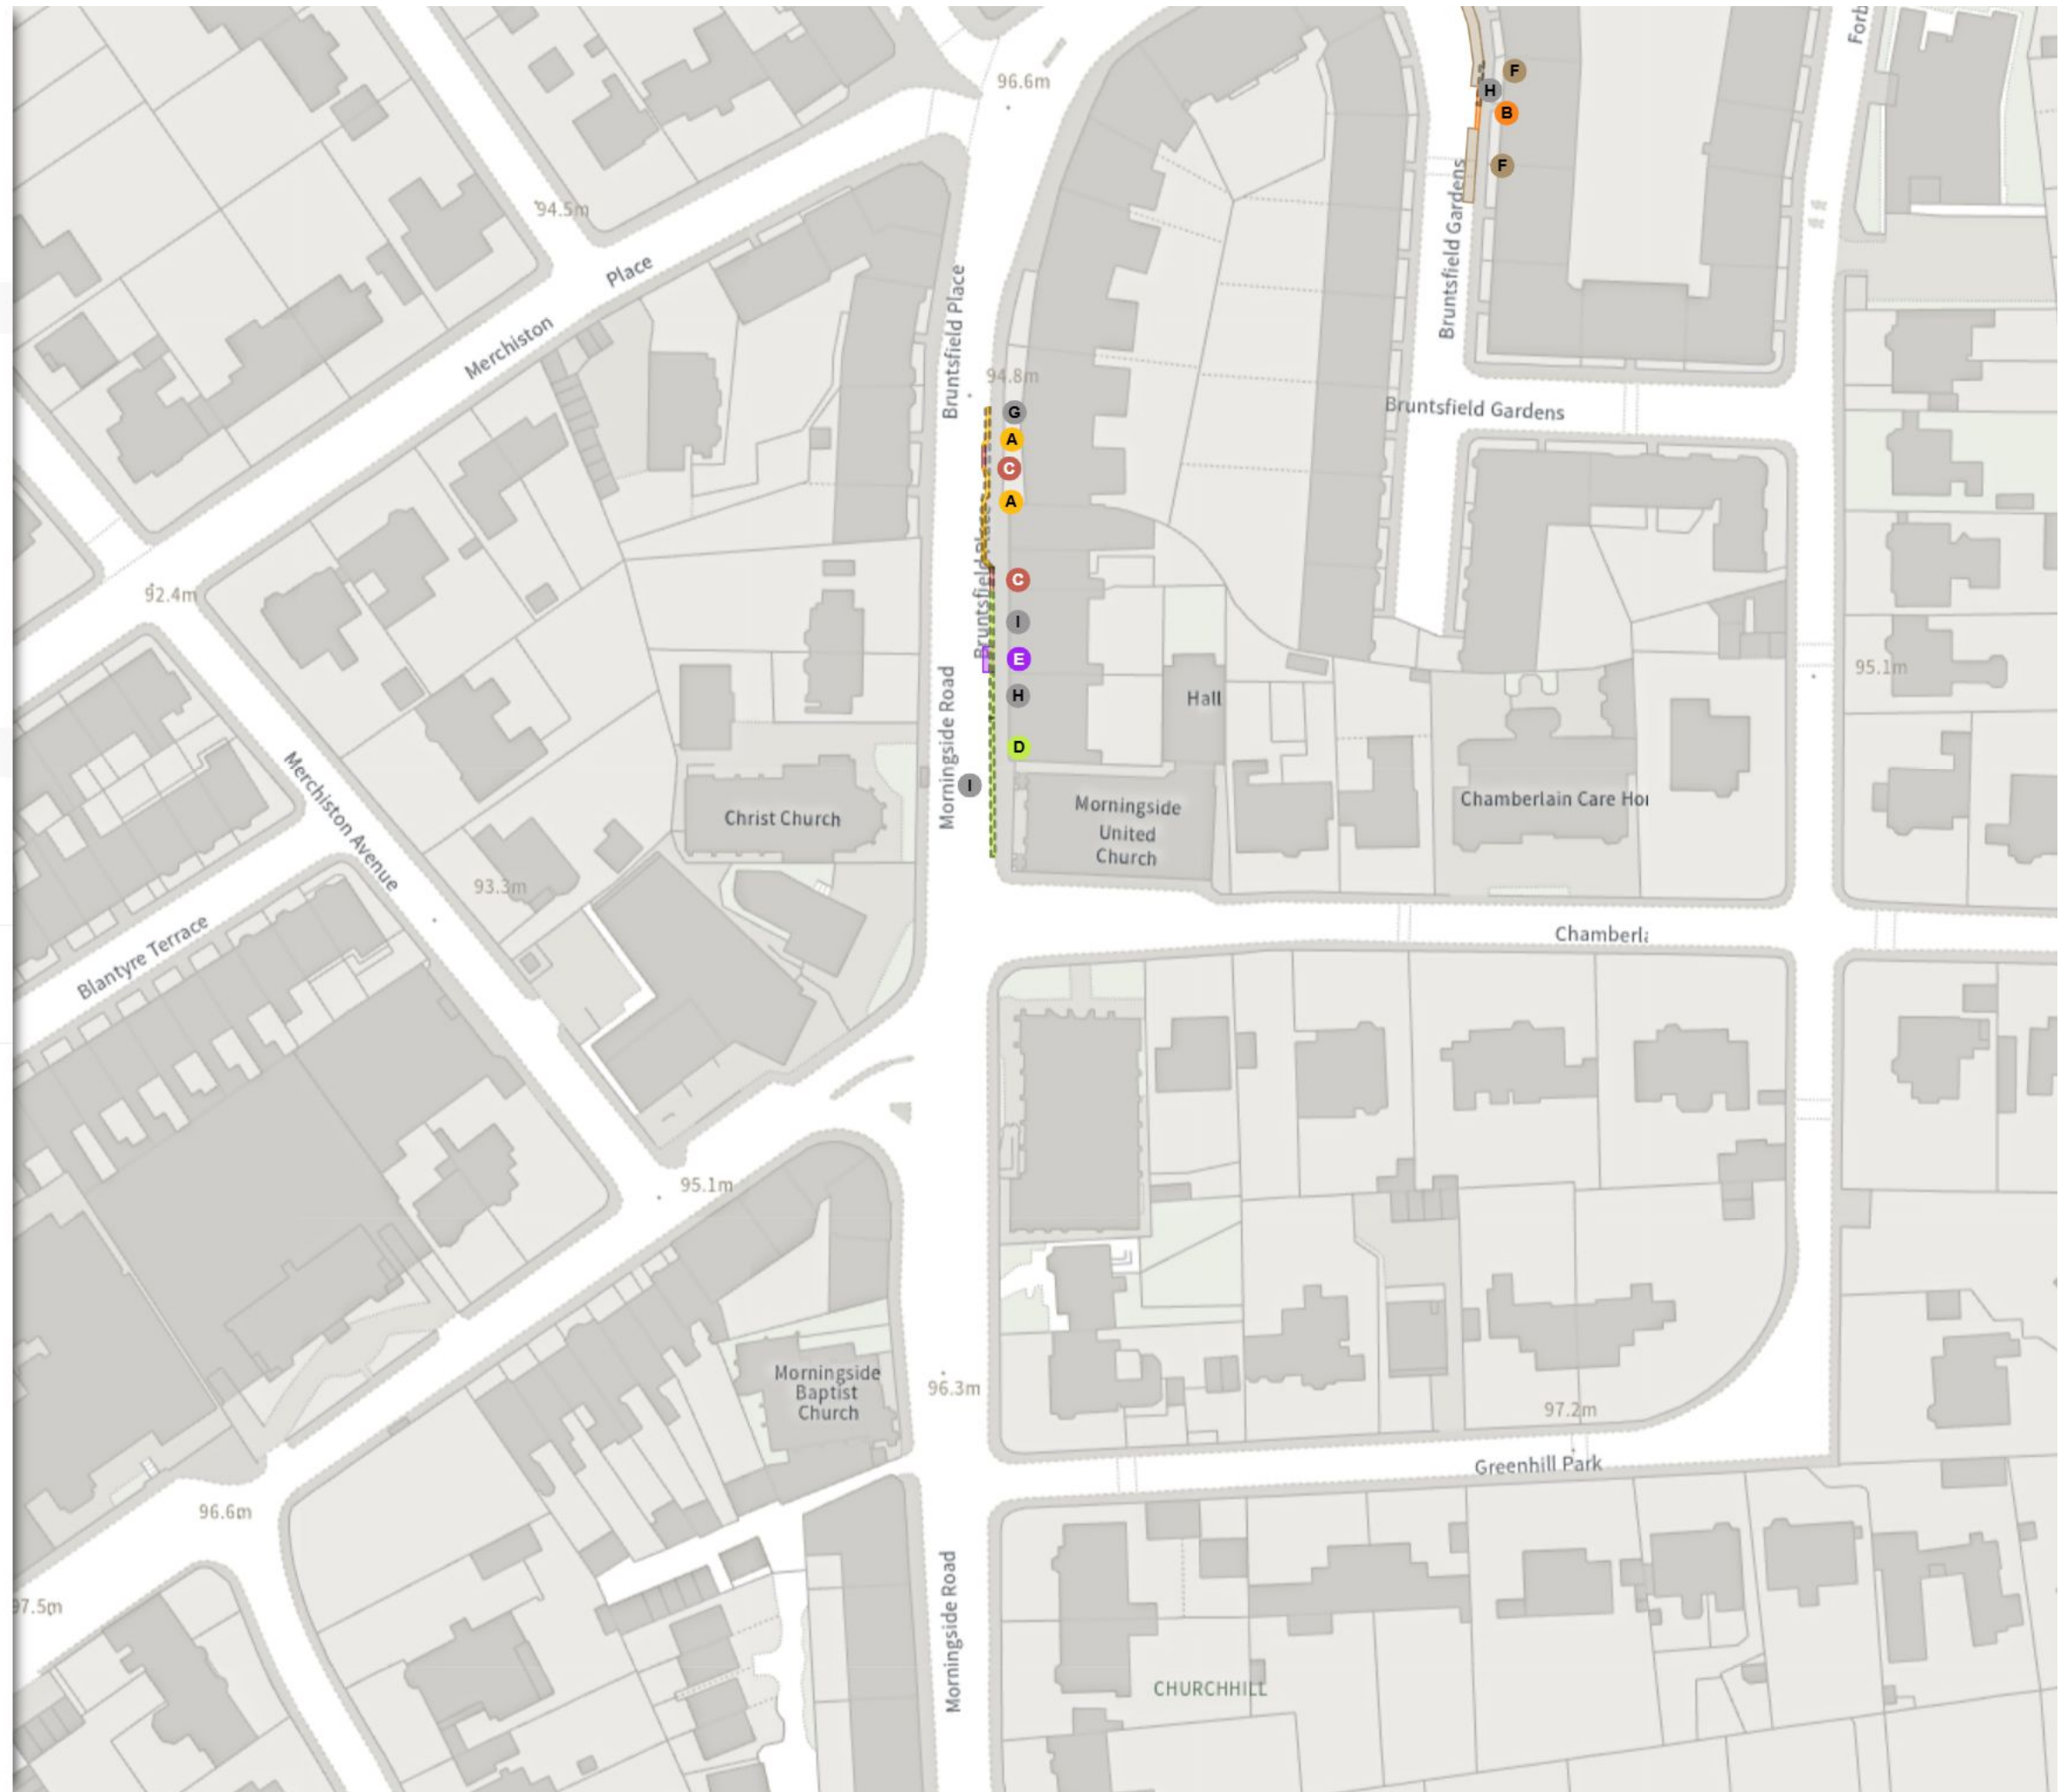 96.6m
Forb
F
H
B
F
94.5m
Place
Merchiston
Bruntsfield Place
Bruntsfield Gardens
94.8m
Bruntsfield Gardens
G
A
C
A
Bruntsfield Place
C
I
E
H
D
I
92.4m
95.1m
Hall
Morningside Road
Merchiston Avenue
Christ Church
Morningside
United
Church
Chamberlain Care Ho
93.3m
Blantyre Terrace
Chamberla
95.1m
Morningside
Baptist
Church
96.3m
97.2m
Greenhill Park
96.6m
97.5m
Morningside Road
CHURCHHILL